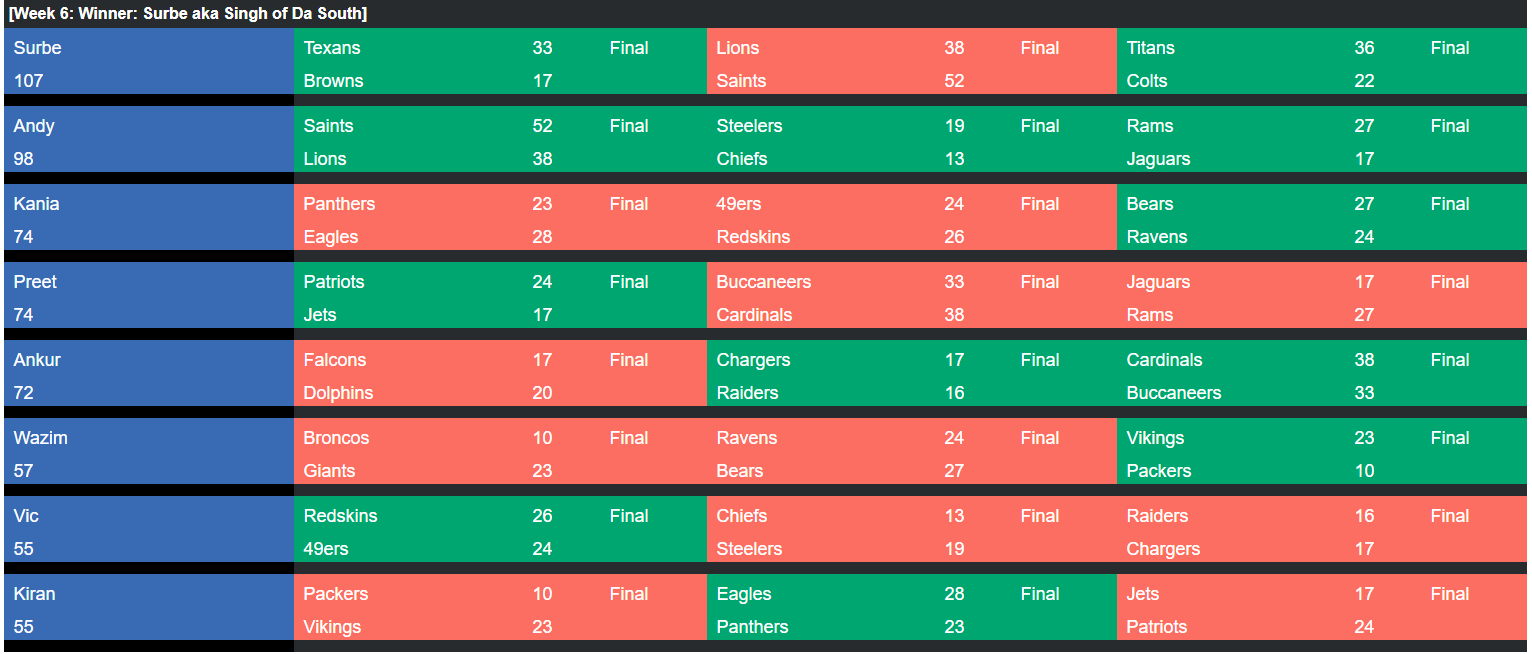 [Week 6: Winner: Surbe aka Singh of Da South]
Surbe Texans 33 Final Lions 38 Final Titans 36 Final
107 Browns 17 Saints 52 Colts 22
Andy Saints 52 Final Steelers 19 Final Rams 27 Final
98 Lions 38 Chiefs 13 Jaguars 17
Kania Panthers 23 Final 49ers 24 Final Bears 27 Final
74 Eagles 28 Redskins 26 Ravens 24
Preet Patriots 24 Final Buccaneers 33 Final Jaguars 17 Final
74 Jets 17 Cardinals 38 Rams 27
Ankur Falcons 17 Final Chargers 17 Final Cardinals 38 Final
72 Dolphins 20 Raiders 16 Buccaneers 33
Wazim Broncos 10 Final Ravens 24 Final Vikings 23 Final
57 Giants 23 Bears 27 Packers 10
Vic Redskins 26 Final Chiefs 13 Final Raiders 16 Final
55 49ers 24 Steelers 19 Chargers 17
Kiran Packers 10 Final Eagles 28 Final Jets 17 Final
55 Vikings 23 Panthers 23 Patriots 24